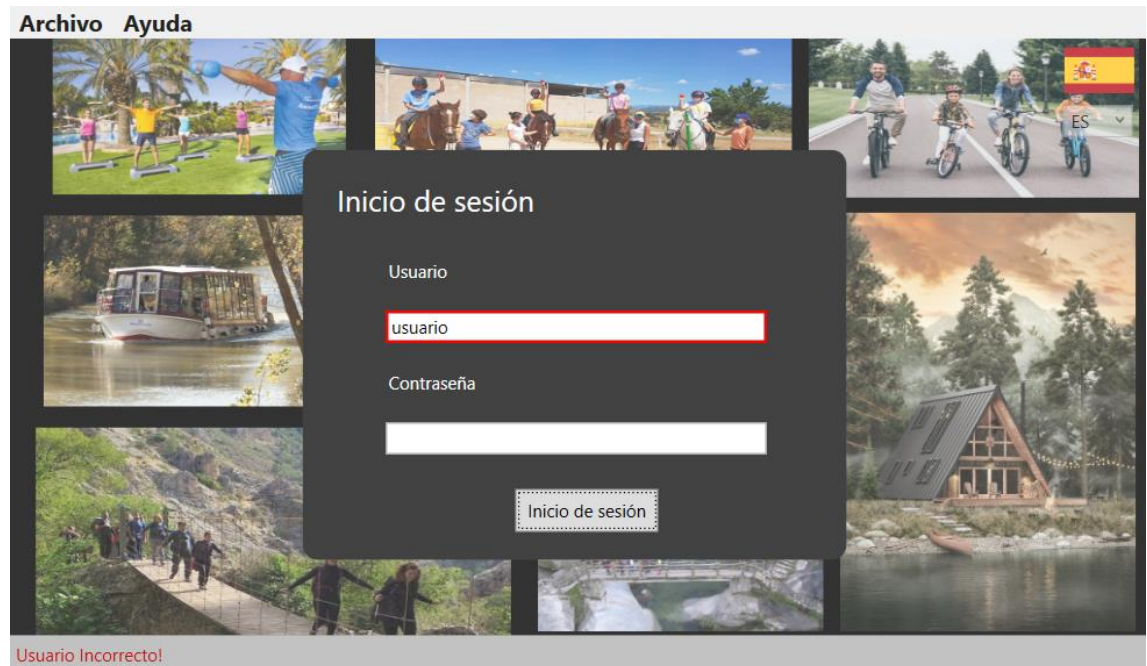 Archivo Ayuda
ES
Inicio de sesión
Usuario
usuario
Contraseña
Inicio de sesión
Usuario Incorrecto!